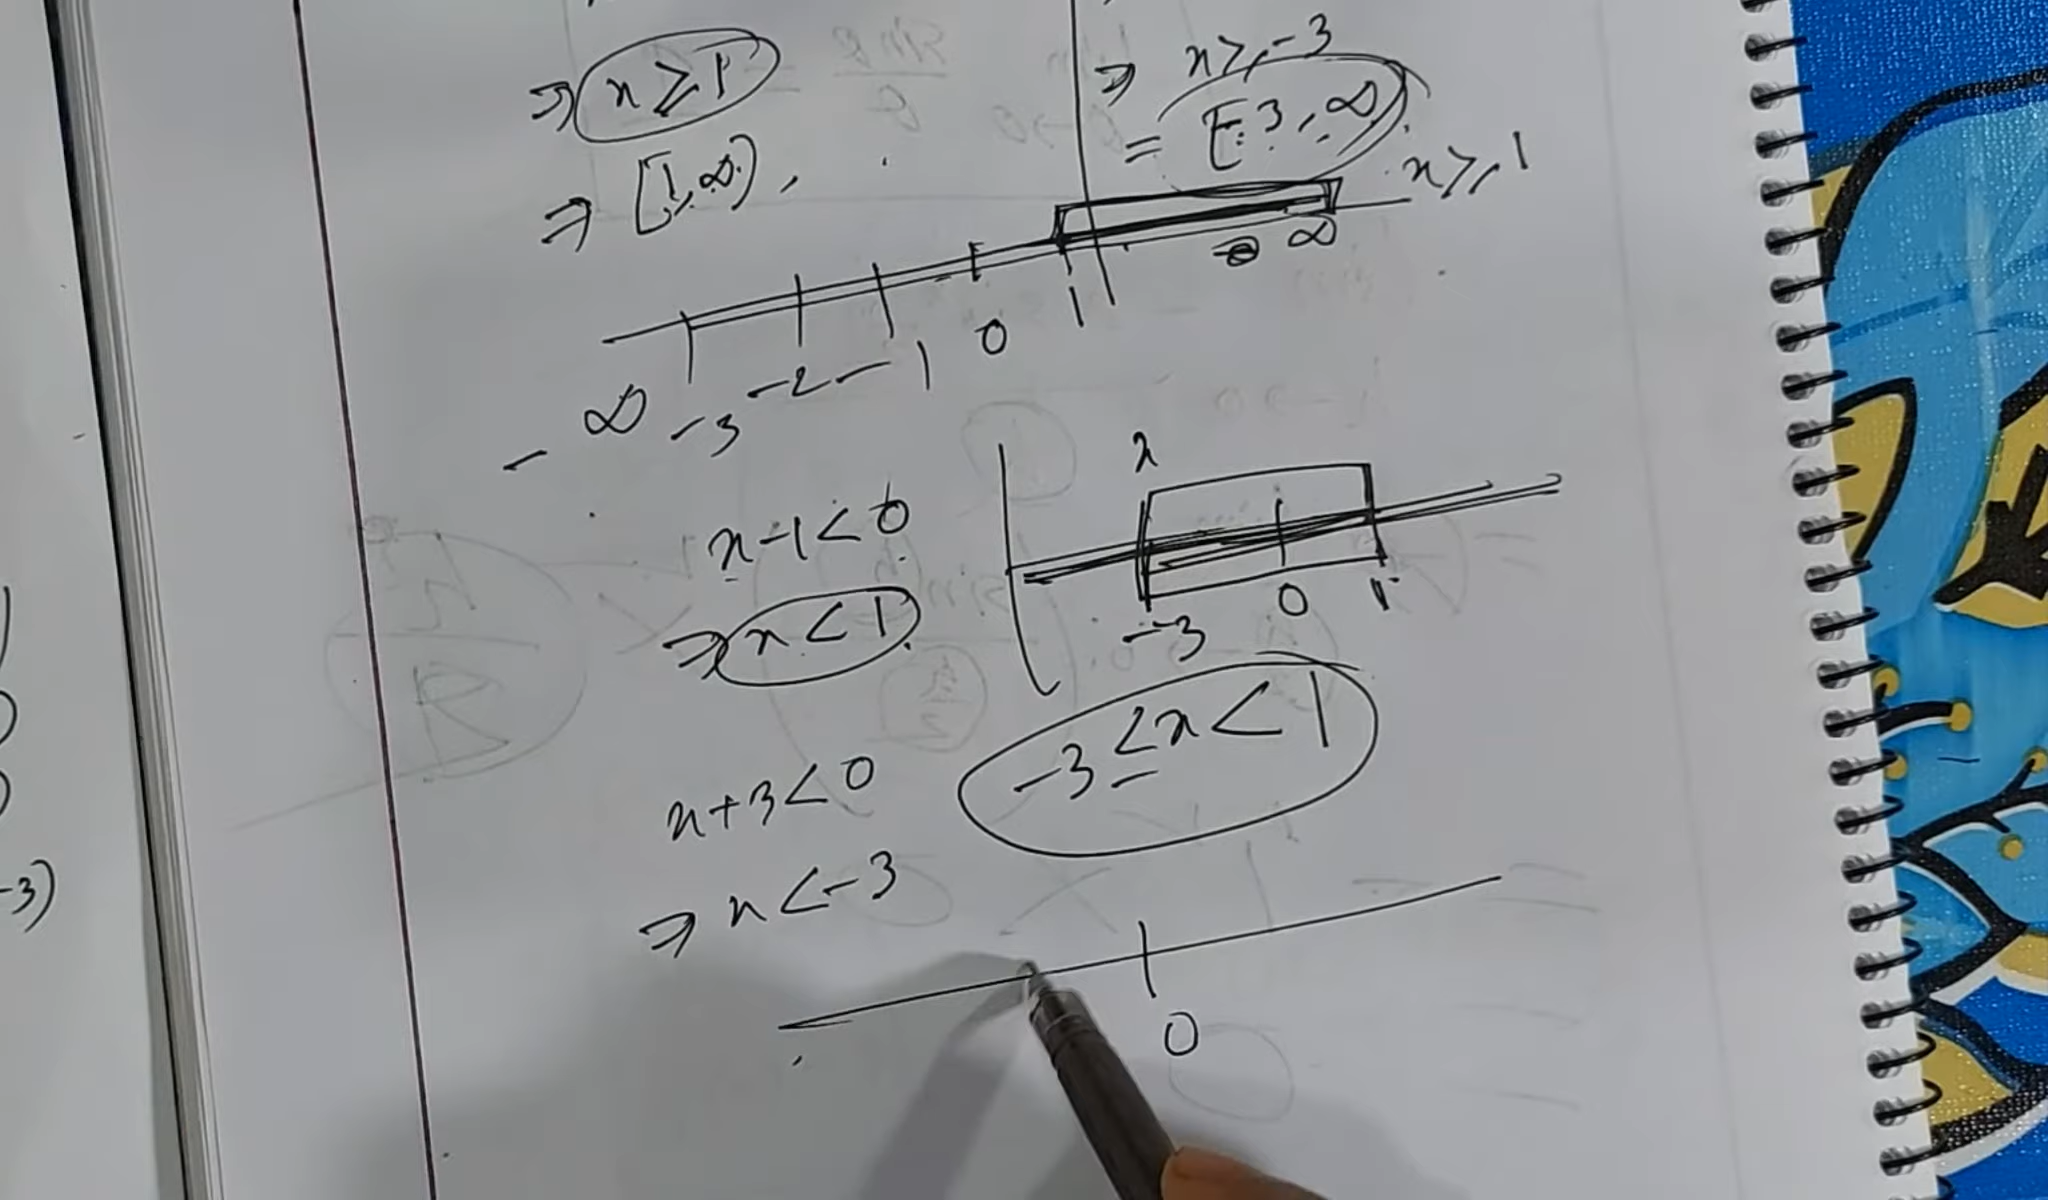 ⇒ x ≥ 1
⇒ [1, ∞),
⇒ x ≥ -3
= [-3, ∞)
x ≥ 1
-∞ -3 -2 -1 0 1 ∞
x-1 < 0
⇒ x < 1
x
-3 0 1
-3 ≤ x < 1
x+3 < 0
⇒ x < -3
0
-3)